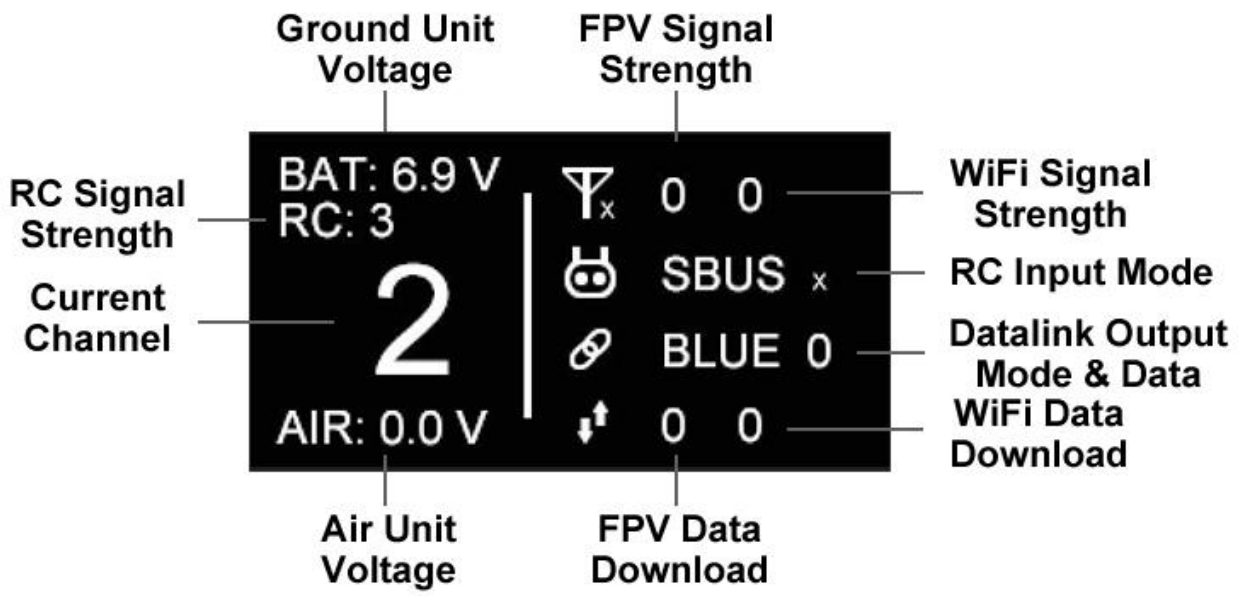 Ground Unit
Voltage
FPV Signal
Strength
RC Signal
Strength
Current
Channel
BAT: 6.9 V
RC: 3
2
AIR: 0.0 V
x 0 0
SBUS x
BLUE 0
0 0
WiFi Signal
Strength
RC Input Mode
Datalink Output
Mode & Data
WiFi Data
Download
Air Unit
Voltage
FPV Data
Download